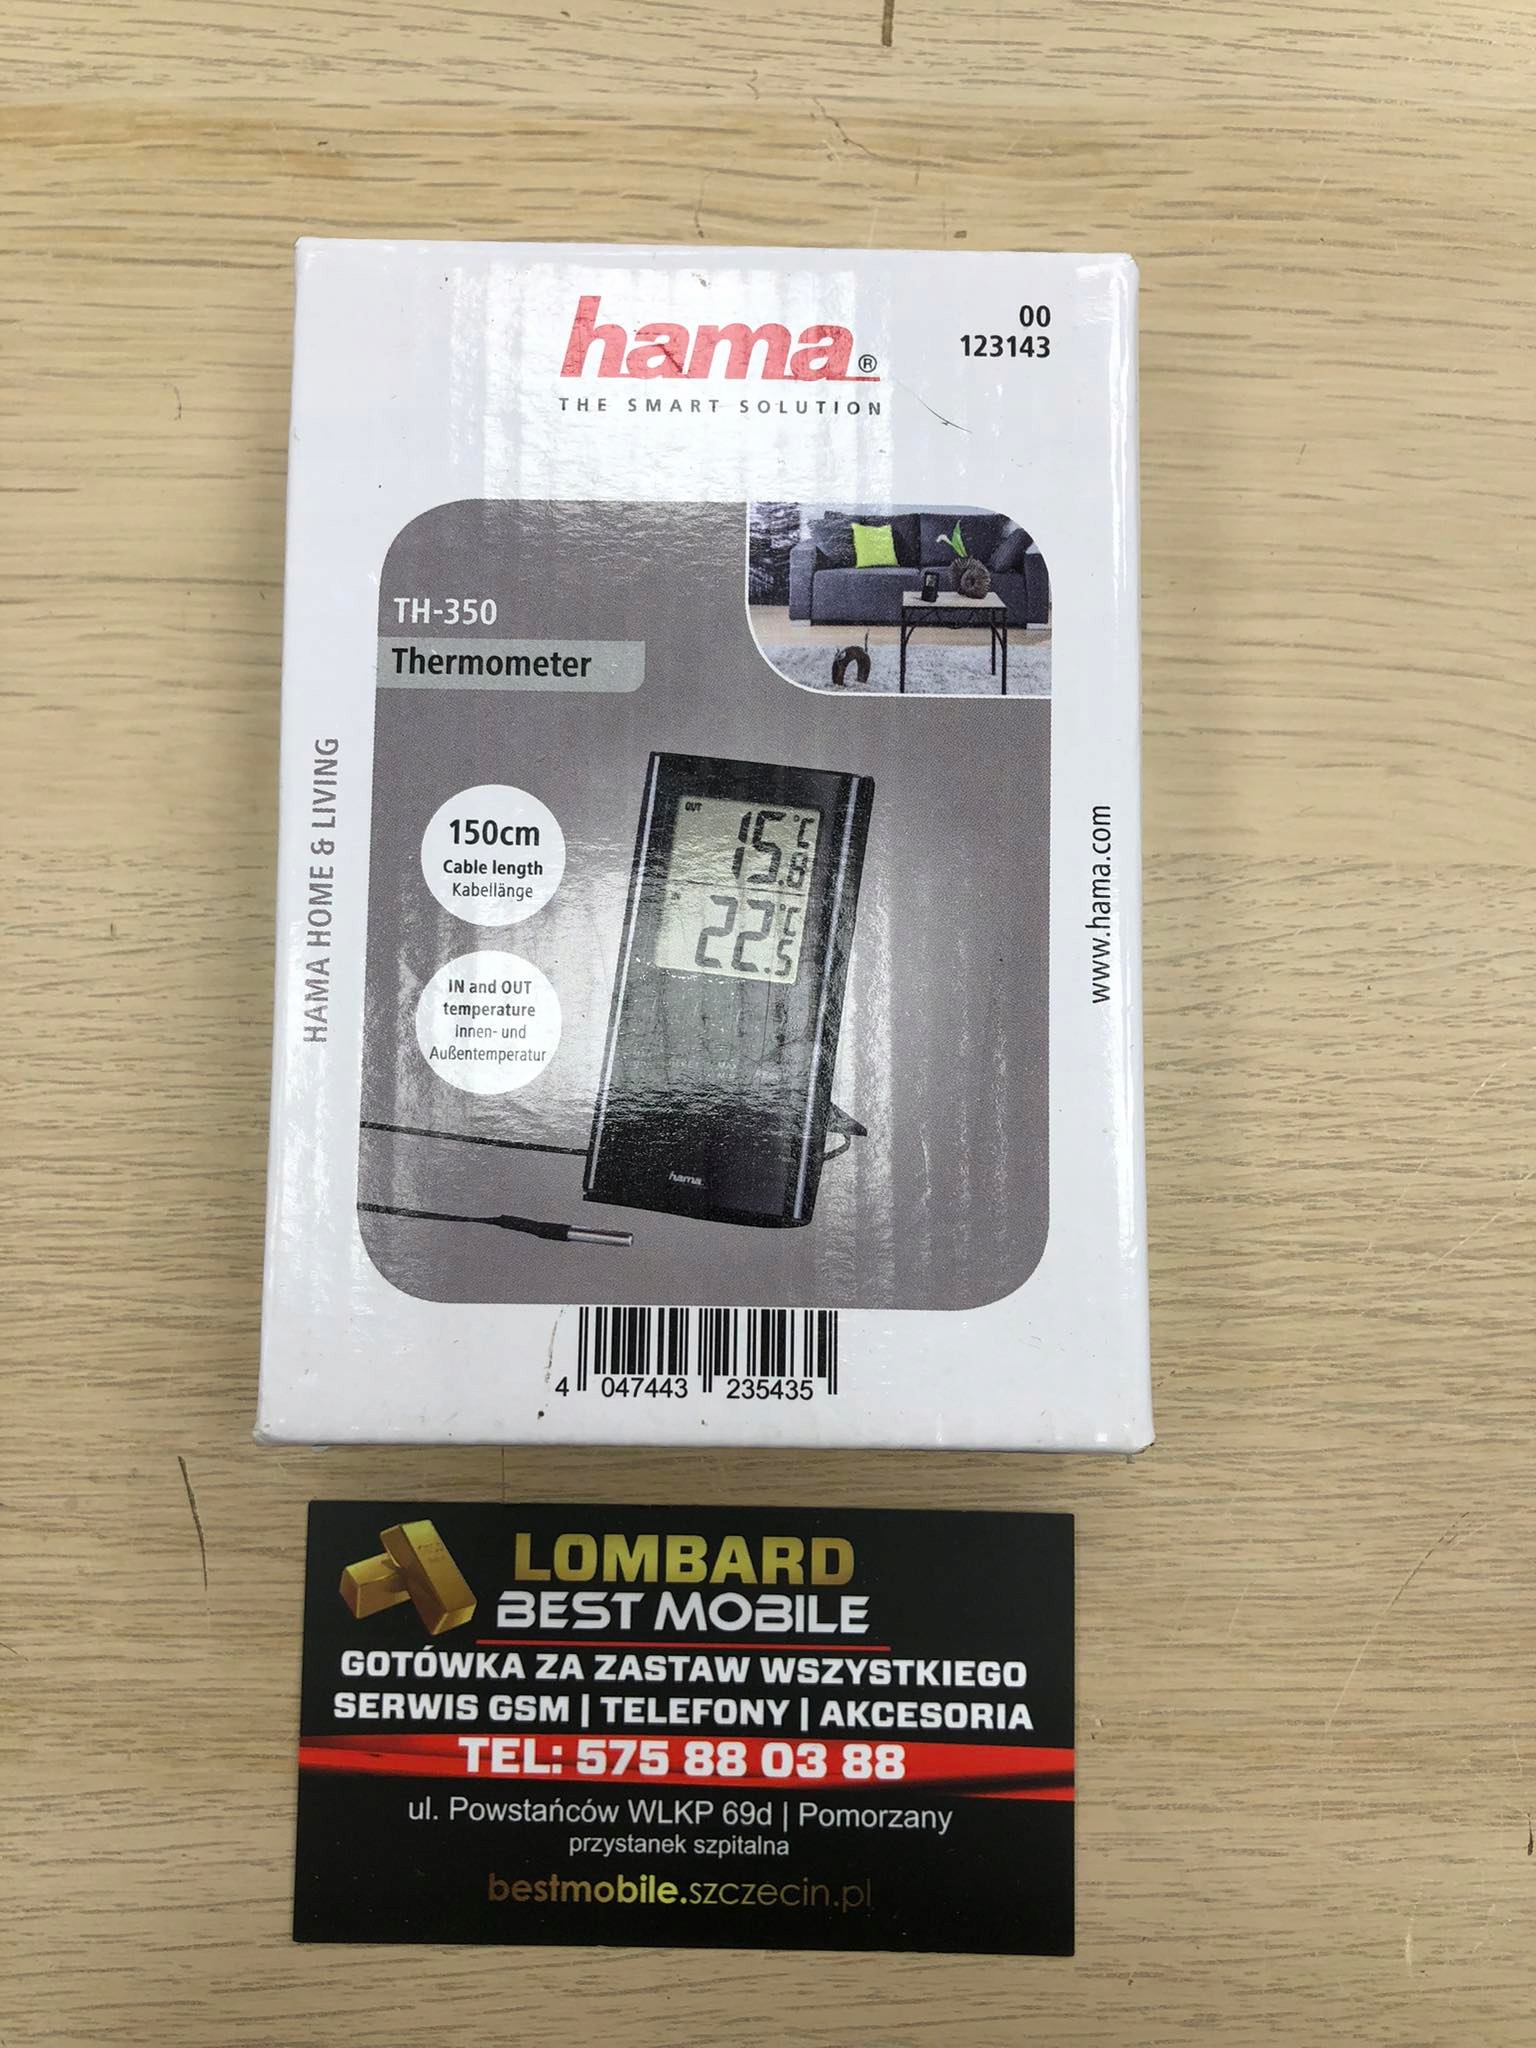 hama®
THE SMART SOLUTION
00
123143
TH-350
Thermometer
HAMA HOME & LIVING
www.hama.com
150cm
Cable length
Kabellänge
IN and OUT
temperature
Innen- und
Außentemperatur
OUT
15.8 °C
22.5 °C
hama
4 047443 235435
LOMBARD
BEST MOBILE
GOTÓWKA ZA ZASTAW WSZYSTKIEGO
SERWIS GSM | TELEFONY | AKCESORIA
TEL: 575 88 03 88
ul. Powstańców WLKP 69d | Pomorzany
przystanek szpitalna
bestmobile.szczecin.pl